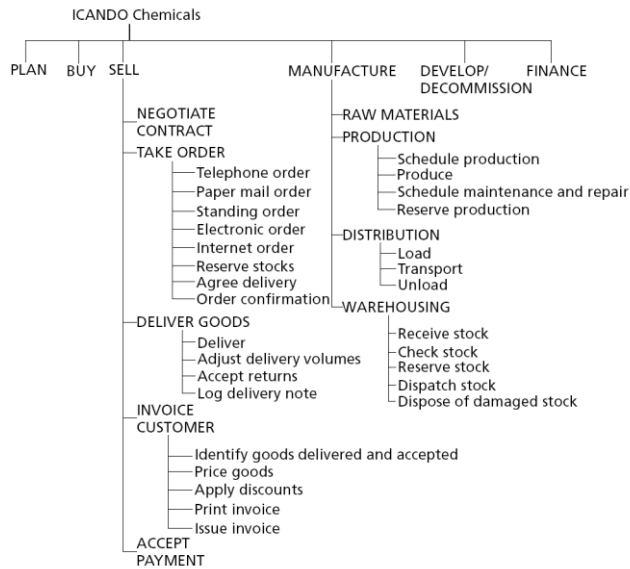 ICANDO Chemicals
PLAN
BUY
SELL
MANUFACTURE
DEVELOP/
DECOMMISSION
FINANCE
NEGOTIATE
CONTRACT
TAKE ORDER
Telephone order
Paper mail order
Standing order
Electronic order
Internet order
Reserve stocks
Agree delivery
Order confirmation
DELIVER GOODS
Deliver
Adjust delivery volumes
Accept returns
Log delivery note
INVOICE
CUSTOMER
Identify goods delivered and accepted
Price goods
Apply discounts
Print invoice
Issue invoice
ACCEPT
PAYMENT
RAW MATERIALS
PRODUCTION
Schedule production
Produce
Schedule maintenance and repair
Reserve production
DISTRIBUTION
Load
Transport
Unload
WAREHOUSING
Receive stock
Check stock
Reserve stock
Dispatch stock
Dispose of damaged stock